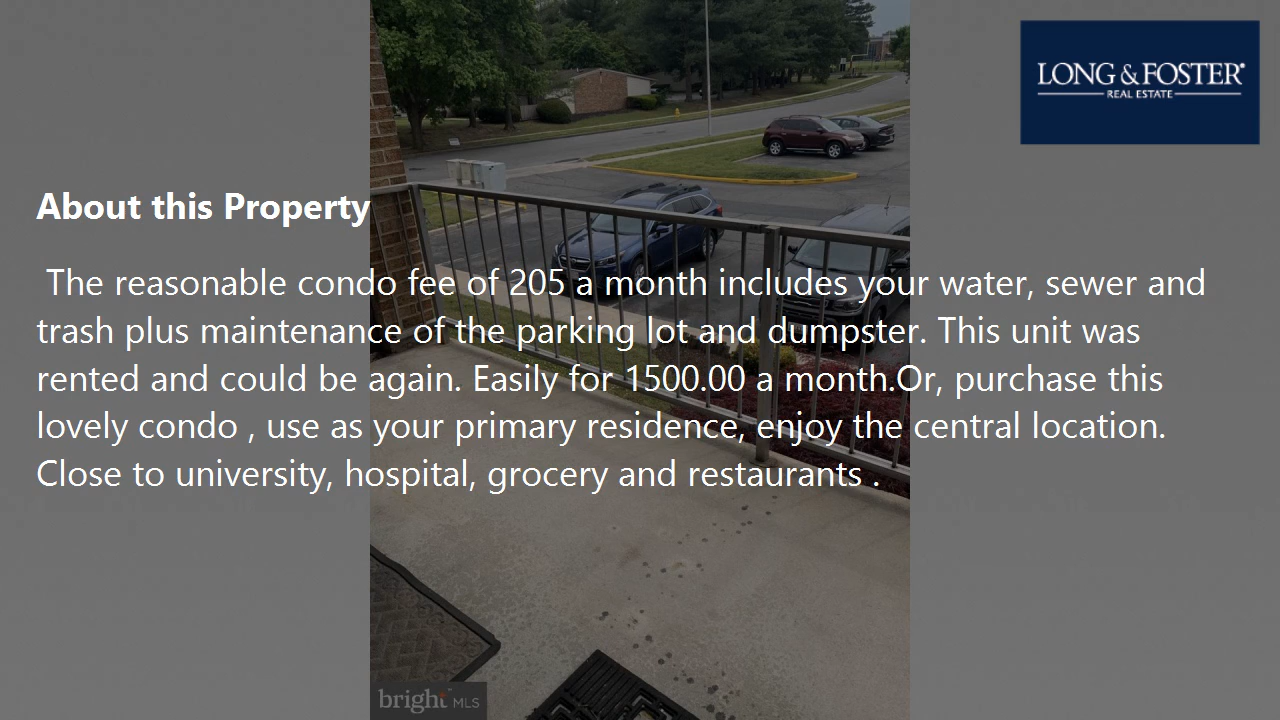 LONG & FOSTER®
REAL ESTATE
About this Property
The reasonable condo fee of 205 a month includes your water, sewer and
trash plus maintenance of the parking lot and dumpster. This unit was
rented and could be again. Easily for 1500.00 a month.Or, purchase this
lovely condo , use as your primary residence, enjoy the central location.
Close to university, hospital, grocery and restaurants .
bright MLS